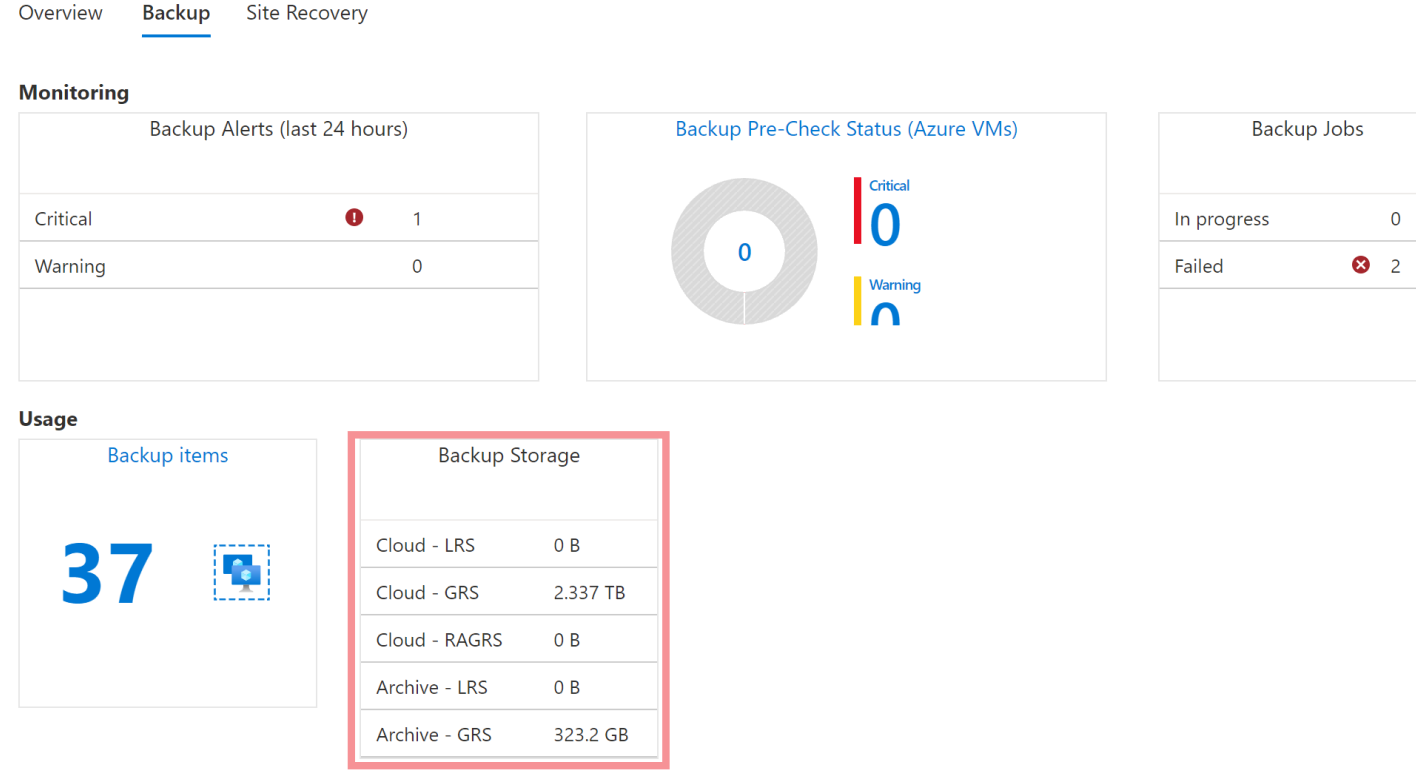 Overview Backup Site Recovery
Monitoring
Backup Alerts (last 24 hours)
Critical 1
Warning 0
Backup Pre-Check Status (Azure VMs)
0
Critical
0
Warning
0
Backup Jobs
In progress 0
Failed 2
Usage
Backup items
37
Backup Storage
Cloud - LRS 0 B
Cloud - GRS 2.337 TB
Cloud - RAGRS 0 B
Archive - LRS 0 B
Archive - GRS 323.2 GB